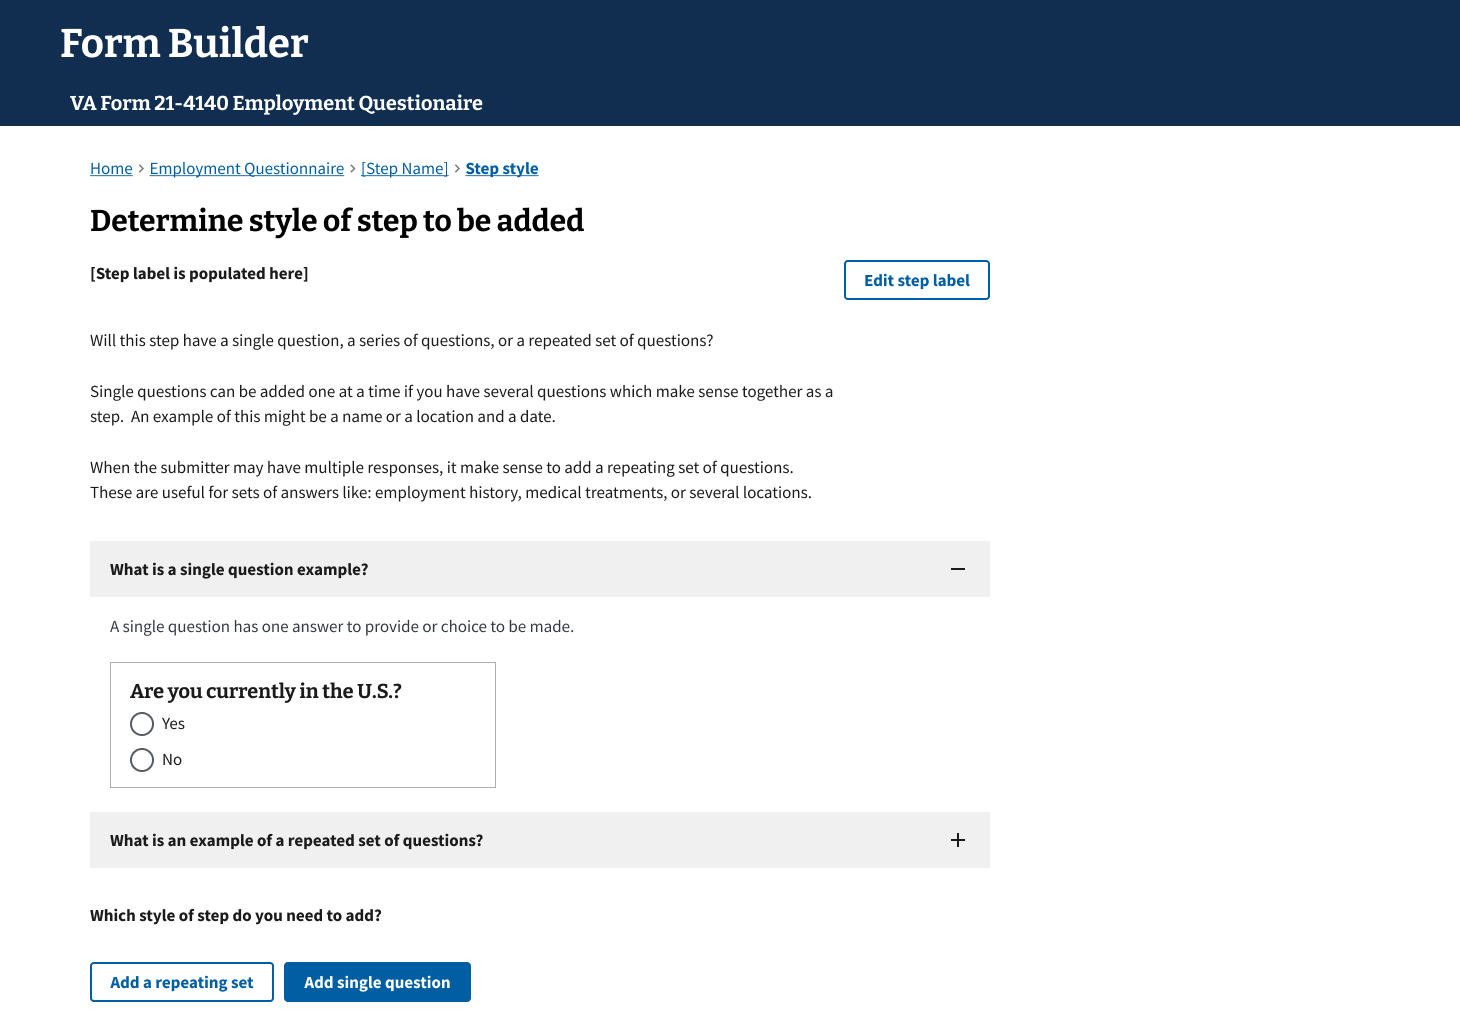 Form Builder
VA Form 21-4140 Employment Questionaire
Home > Employment Questionnaire > [Step Name] > Step style
Determine style of step to be added
[Step label is populated here]
Edit step label
Will this step have a single question, a series of questions, or a repeated set of questions?
Single questions can be added one at a time if you have several questions which make sense together as a
step.  An example of this might be a name or a location and a date.
When the submitter may have multiple responses, it make sense to add a repeating set of questions.
These are useful for sets of answers like: employment history, medical treatments, or several locations.
What is a single question example?
A single question has one answer to provide or choice to be made.
Are you currently in the U.S.?
Yes
No
What is an example of a repeated set of questions?
Which style of step do you need to add?
Add a repeating set
Add single question